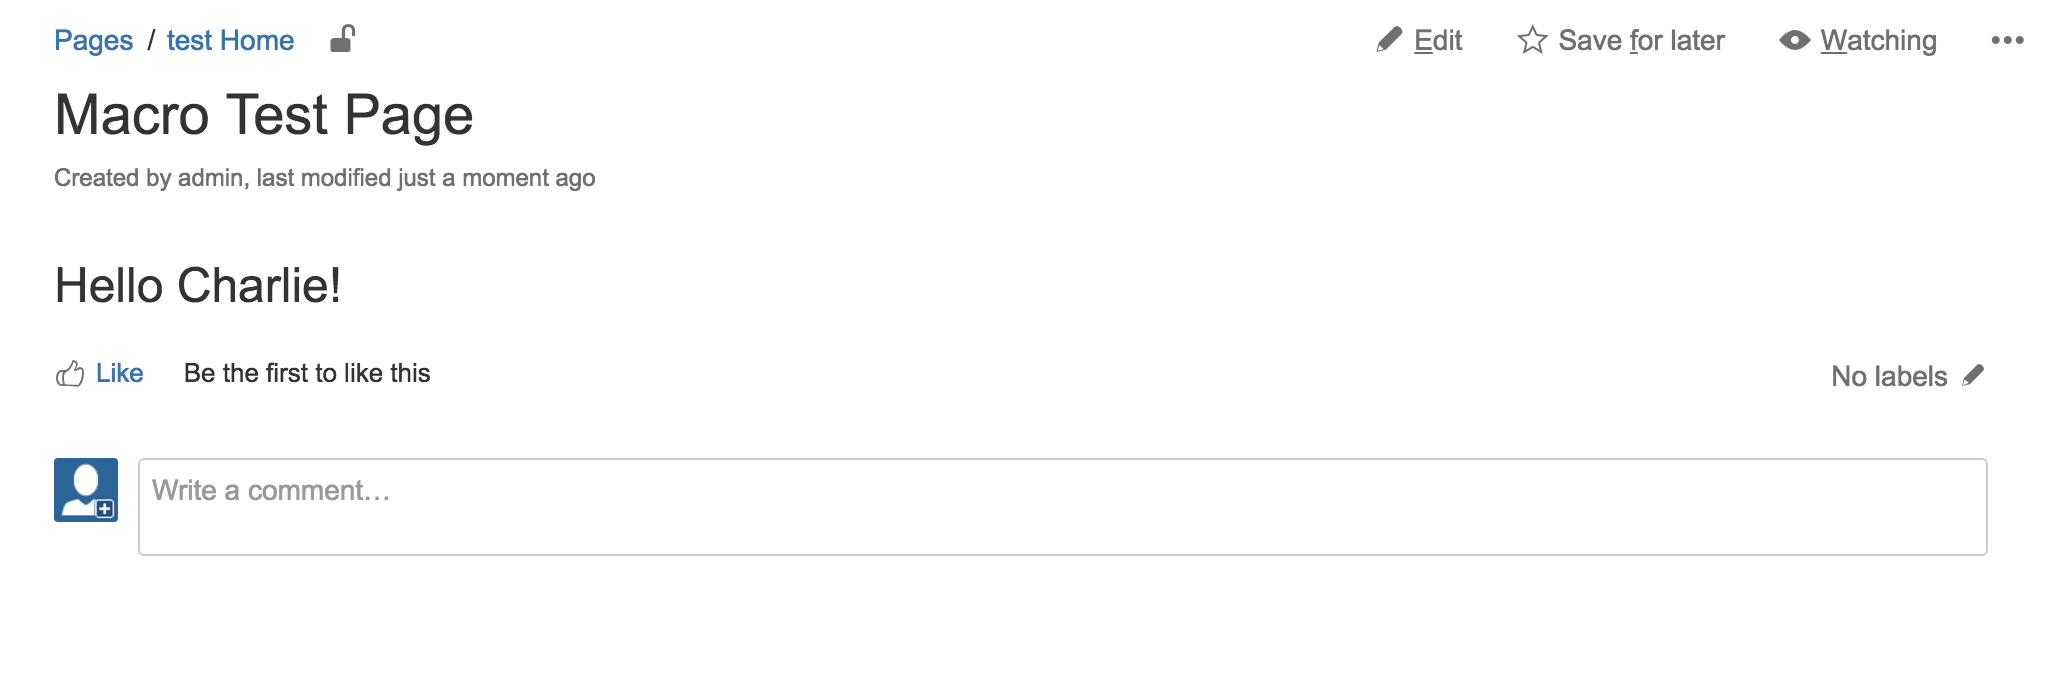 Pages / test Home
Edit
Save for later
Watching
Macro Test Page
Created by admin, last modified just a moment ago
Hello Charlie!
Like
Be the first to like this
No labels
Write a comment…